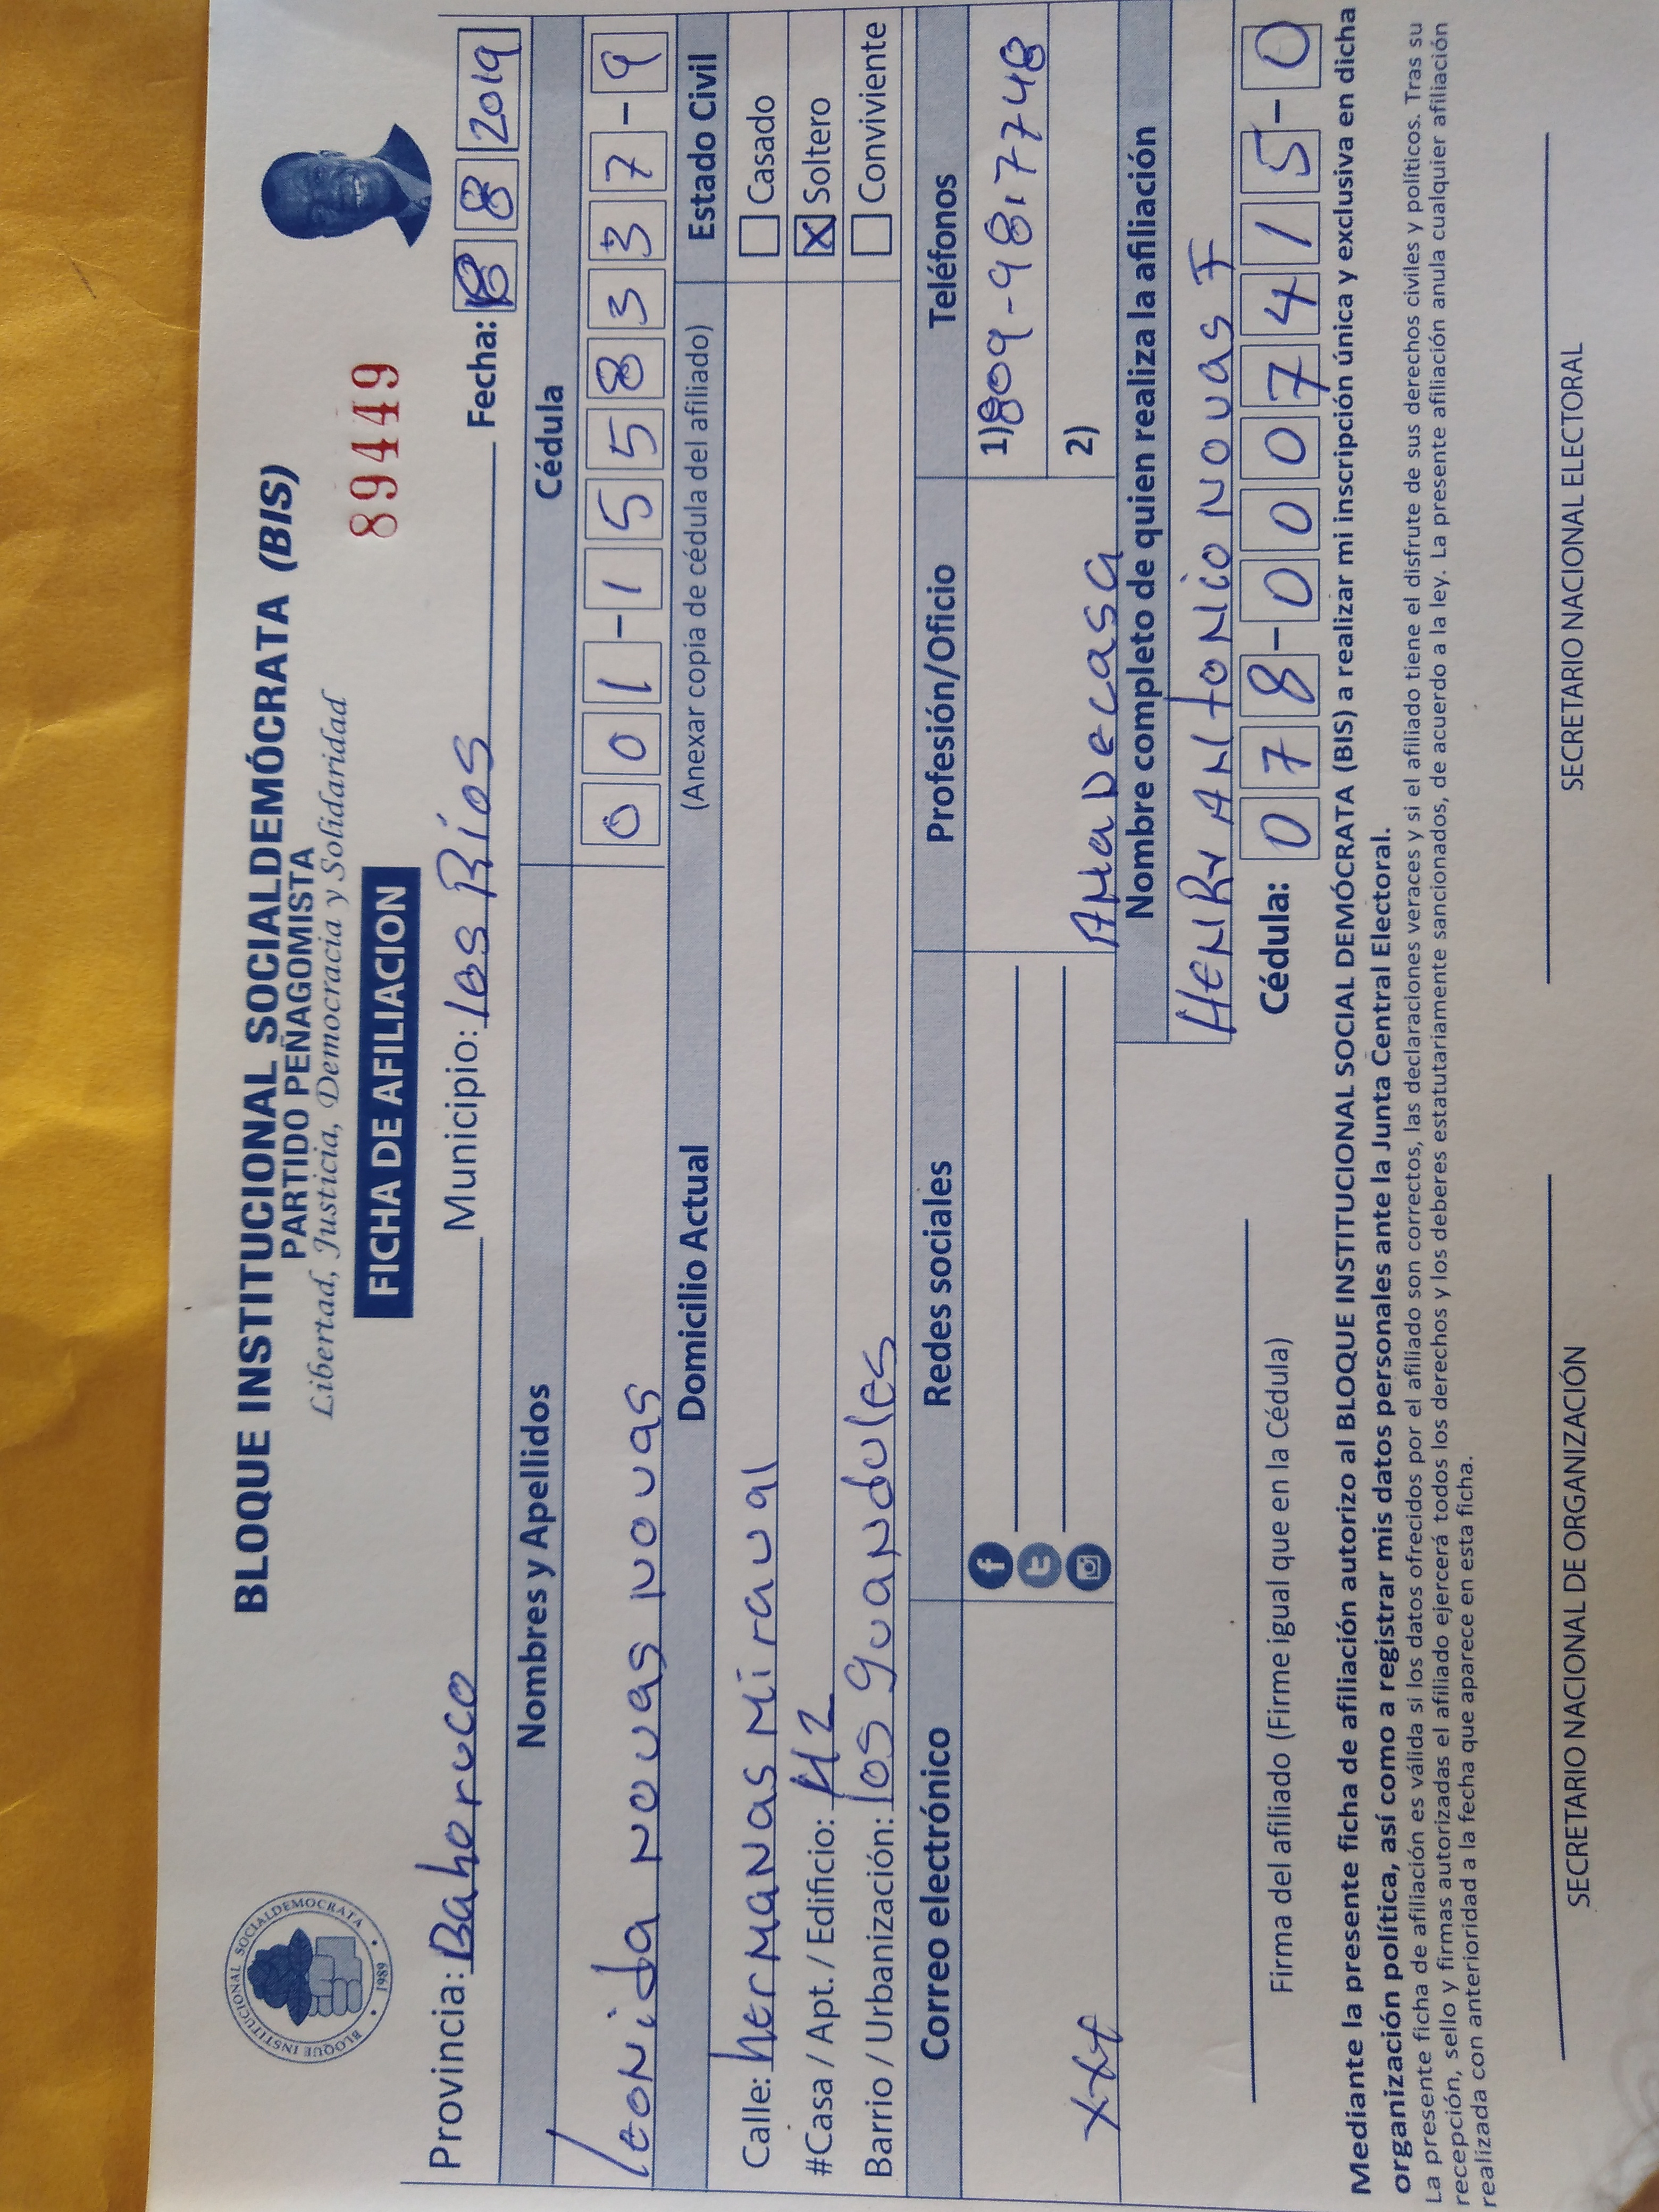 BLOQUE INSTITUCIONAL SOCIALDEMOCRATA
1989
BLOQUE INSTITUCIONAL SOCIALDEMÓCRATA (BIS)
PARTIDO PEÑAGOMISTA
Libertad, Justicia, Democracia y Solidaridad
FICHA DE AFILIACION
89449
Provincia: Bahoruco Municipio: los Ríos Fecha: 8 8 2019
Nombres y Apellidos Cédula
leonida novas novas 001-1558337-9
Domicilio Actual (Anexar copia de cédula del afiliado) Estado Civil
Calle: hermanas Miraval Casado
#Casa / Apt. / Edificio: #2 X Soltero
Barrio / Urbanización: los guandules Conviviente
Correo electrónico Redes sociales Profesión/Oficio Teléfonos
1) 809-98,7748
2)
Ama De casa
Nombre completo de quien realiza la afiliación
HENRY ANtONio NOVAS F
Cédula: 078-0007415-0
Firma del afiliado (Firme igual que en la Cédula)
Mediante la presente ficha de afiliación autorizo al BLOQUE INSTITUCIONAL SOCIAL DEMÓCRATA (BIS) a realizar mi inscripción única y exclusiva en dicha
organización política, así como a registrar mis datos personales ante la Junta Central Electoral.
La presente ficha de afiliación es válida si los datos ofrecidos por el afiliado son correctos, las declaraciones veraces y si el afiliado tiene el disfrute de sus derechos civiles y políticos. Tras su
recepción, sello y firmas autorizadas el afiliado ejercerá todos los derechos y los deberes estatutariamente sancionados, de acuerdo a la ley. La presente afiliación anula cualquier afiliación
realizada con anterioridad a la fecha que aparece en esta ficha.
SECRETARIO NACIONAL DE ORGANIZACIÓN SECRETARIO NACIONAL ELECTORAL